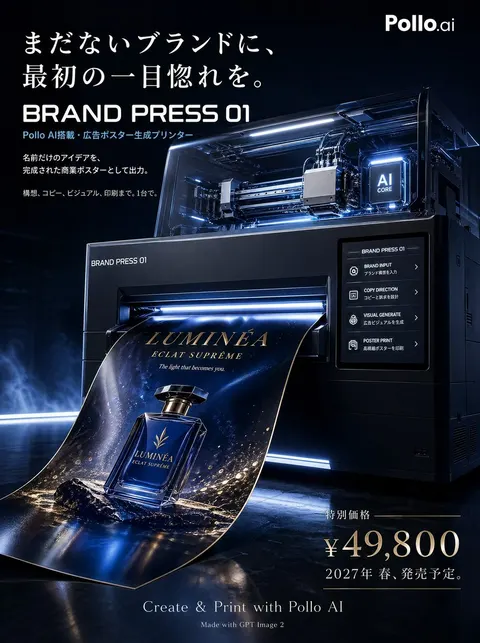 Pollo.ai
まだないブランドに、
最初の一目惚れを。
BRAND PRESS 01
Pollo AI搭載・広告ポスター生成プリンター
名前だけのアイデアを、
完成された商業ポスターとして出力。
構想、コピー、ビジュアル、印刷まで。1台で。
AI
CORE
BRAND PRESS 01
BRAND PRESS 01
BRAND INPUT
ブランド概要を入力
COPY DIRECTION
コピーと訴求を設計
VISUAL GENERATE
広告ビジュアルを生成
POSTER PRINT
高精細ポスターを印刷
LUMINÉA
ECLAT SUPRÊME
The light that becomes you.
LUMINÉA
ECLAT SUPRÊME
特別価格
¥49,800
2027年 春、発売予定。
Create & Print with Pollo AI
Made with GPT Image 2